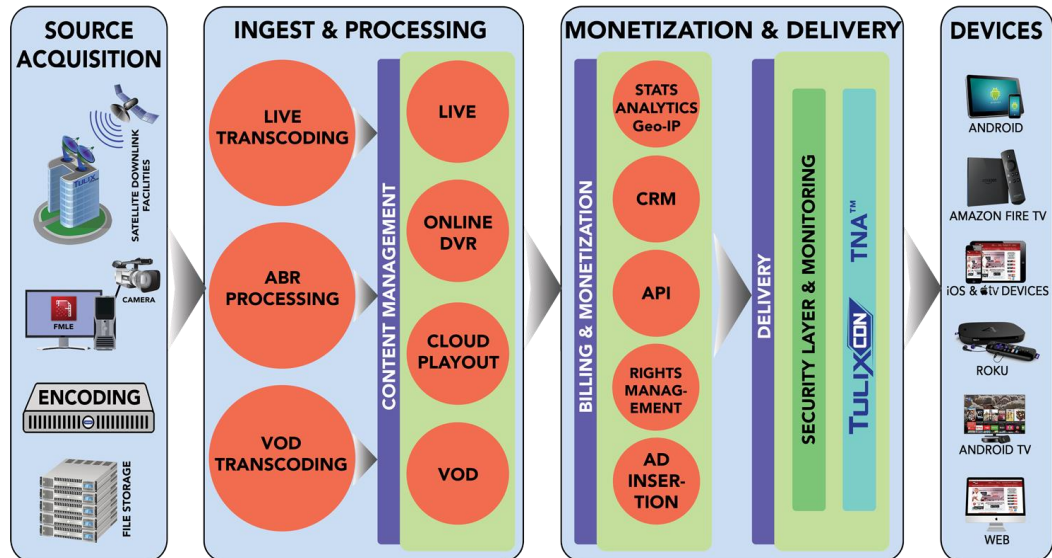 SOURCE
ACQUISITION
TULIX
SATELLITE DOWNLINK
FACILITIES
CAMERA
FMLE
ENCODING
FILE STORAGE
INGEST & PROCESSING
LIVE
TRANSCODING
ABR
PROCESSING
VOD
TRANSCODING
CONTENT MANAGEMENT
LIVE
ONLINE
DVR
CLOUD
PLAYOUT
VOD
MONETIZATION & DELIVERY
BILLING & MONETIZATION
STATS
ANALYTICS
Geo-IP
CRM
API
RIGHTS
MANAG-
EMENT
AD
INSER-
TION
DELIVERY
SECURITY LAYER & MONITORING
TULIXCON TNA™
DEVICES
ANDROID
AMAZON FIRE TV
iOS & tv DEVICES
ROKU
ANDROID TV
WEB